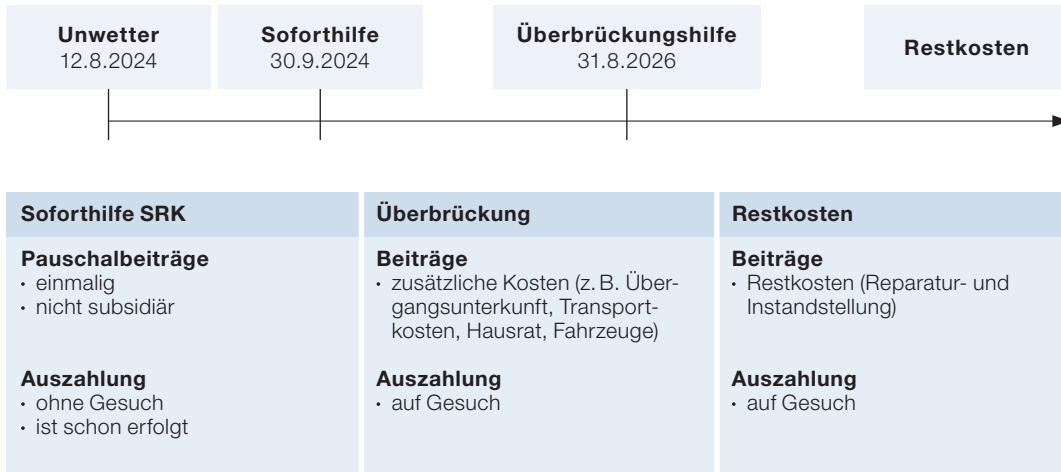 Unwetter
12.8.2024
Soforthilfe
30.9.2024
Überbrückungshilfe
31.8.2026
Restkosten
Soforthilfe SRK
Pauschalbeiträge
· einmalig
· nicht subsidiär
Auszahlung
· ohne Gesuch
· ist schon erfolgt
Überbrückung
Beiträge
· zusätzliche Kosten (z. B. Über-
gangsunterkunft, Transport-
kosten, Hausrat, Fahrzeuge)
Auszahlung
· auf Gesuch
Restkosten
Beiträge
· Restkosten (Reparatur- und
Instandstellung)
Auszahlung
· auf Gesuch